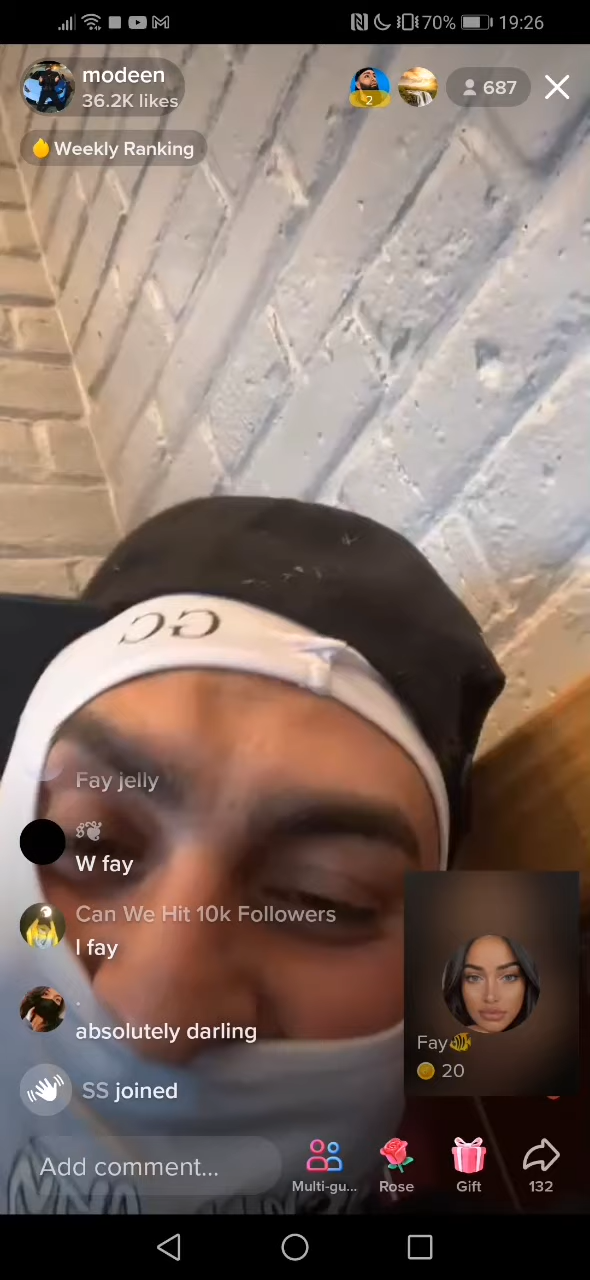 70% 19:26
modeen
36.2K likes
2
687
Weekly Ranking
GC
Fay jelly
W fay
Can We Hit 10k Followers
l fay
.
absolutely darling
SS joined
Fay
20
Add comment...
Multi-gu...
Rose
Gift
132